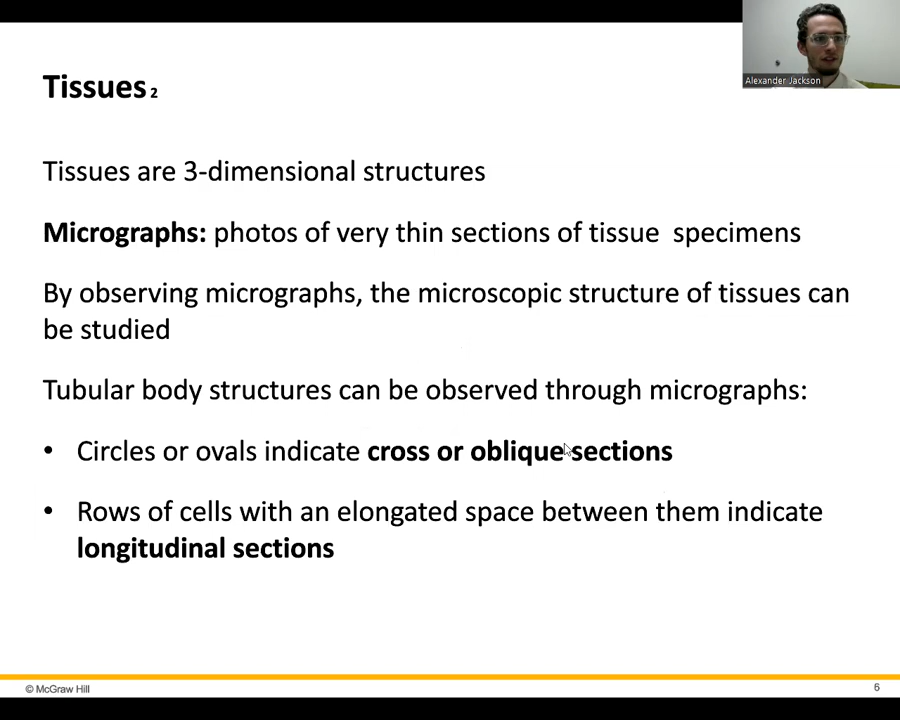 Alexander Jackson
Tissues 2
Tissues are 3-dimensional structures
Micrographs: photos of very thin sections of tissue specimens
By observing micrographs, the microscopic structure of tissues can
be studied
Tubular body structures can be observed through micrographs:
• Circles or ovals indicate cross or oblique sections
• Rows of cells with an elongated space between them indicate
longitudinal sections
© McGraw Hill
6